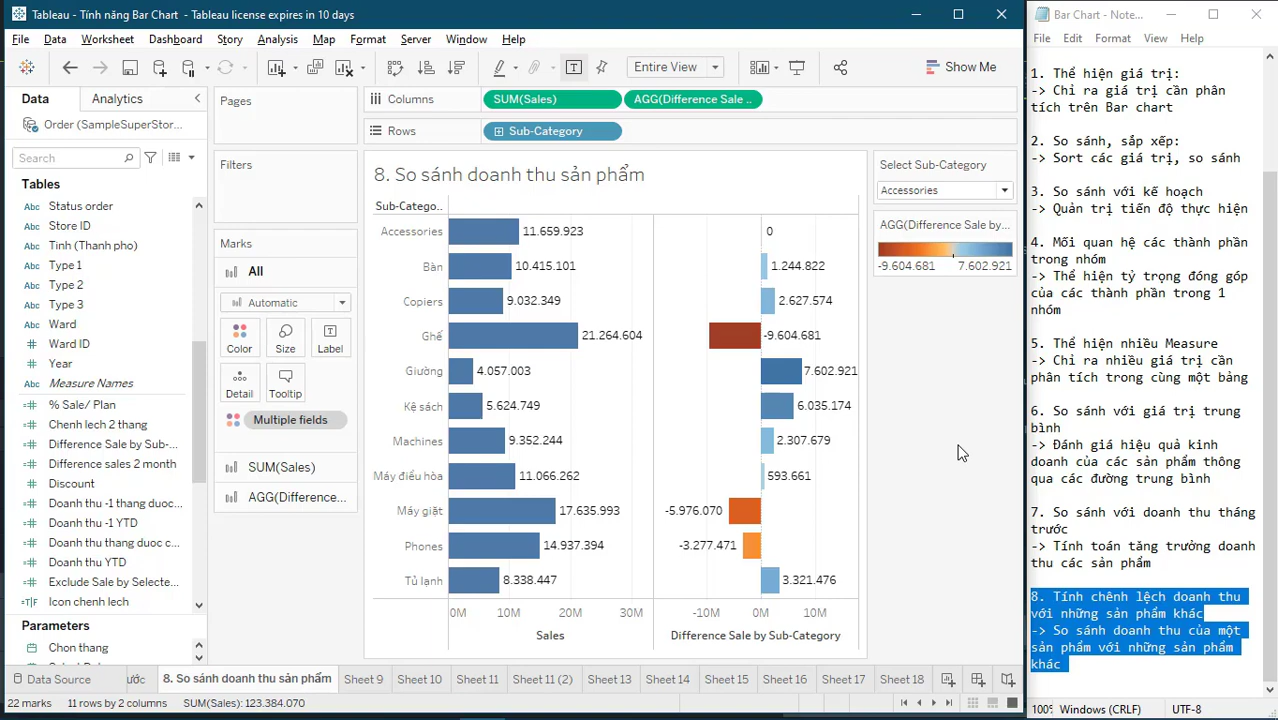 Tableau - Tính năng Bar Chart - Tableau license expires in 10 days
File Data Worksheet Dashboard Story Analysis Format Server Window Help
Entire View
Show Me
Data Analytics
Order (SampleSuperStor...
Search
Tables
Abc Status order
Abc Store ID
Abc Tinh (Thanh pho)
Abc Type 1
Abc Type 2
Abc Type 3
Abc Ward
Abc Ward ID
Abc Year
Abc Measure Names
% Sale/ Plan
Chenh lech 2 thang
Difference Sale by Sub-...
Difference sales 2 month
Discount
Doanh thu -1 thang duoc...
Doanh thu -1 YTD
Doanh thu thang duoc c...
Doanh thu YTD
Exclude Sale by Selecte...
Icon chenh lech
Parameters
Chon thang
Pages
Filters
Marks
All
Automatic
Color Size Label
Detail Tooltip
Multiple fields
SUM(Sales)
AGG(Difference...
Columns SUM(Sales) AGG(Difference Sale ..
Rows Sub-Category
8. So sánh doanh thu sản phẩm
Sub-Catego..
Accessories 11.659.923 0
Bàn 10.415.101 1.244.822
Copiers 9.032.349 2.627.574
Ghế 21.264.604 -9.604.681
Giường 4.057.003 7.602.921
Kệ sách 5.624.749 6.035.174
Machines 9.352.244 2.307.679
Máy điều hòa 11.066.262 593.661
Máy giặt 17.635.993 -5.976.070
Phones 14.937.394 -3.277.471
Tủ lạnh 8.338.447 3.321.476
0M 10M 20M 30M -10M 0M 10M
Sales Difference Sale by Sub-Category
Select Sub-Category
Accessories
AGG(Difference Sale by...
-9.604.681 7.602.921
Data Source ước 8. So sánh doanh thu sản phẩm Sheet 9 Sheet 10 Sheet 11 Sheet 11 (2) Sheet 13 Sheet 14 Sheet 15 Sheet 16 Sheet 17 Sheet 18
22 marks 11 rows by 2 columns SUM(Sales): 123.384.070
Bar Chart - Note...
File Edit Format View Help
1. Thể hiện giá trị:
-> Chỉ ra giá trị cần phân
tích trên Bar chart
2. So sánh, sắp xếp:
-> Sort các giá trị, so sánh
3. So sánh với kế hoạch
-> Quản trị tiến độ thực hiện
4. Mối quan hệ các thành phần
trong nhóm
-> Thể hiện tỷ trọng đóng góp
của các thành phần trong 1
nhóm
5. Thể hiện nhiều Measure
-> Chỉ ra nhiều giá trị cần
phân tích trong cùng một bảng
6. So sánh với giá trị trung
bình
-> Đánh giá hiệu quả kinh
doanh của các sản phẩm thông
qua các đường trung bình
7. So sánh với doanh thu tháng
trước
-> Tính toán tăng trưởng doanh
thu các sản phẩm
8. Tính chênh lệch doanh thu
với những sản phẩm khác
-> So sánh doanh thu của một
sản phẩm với những sản phẩm
khác
100% Windows (CRLF) UTF-8